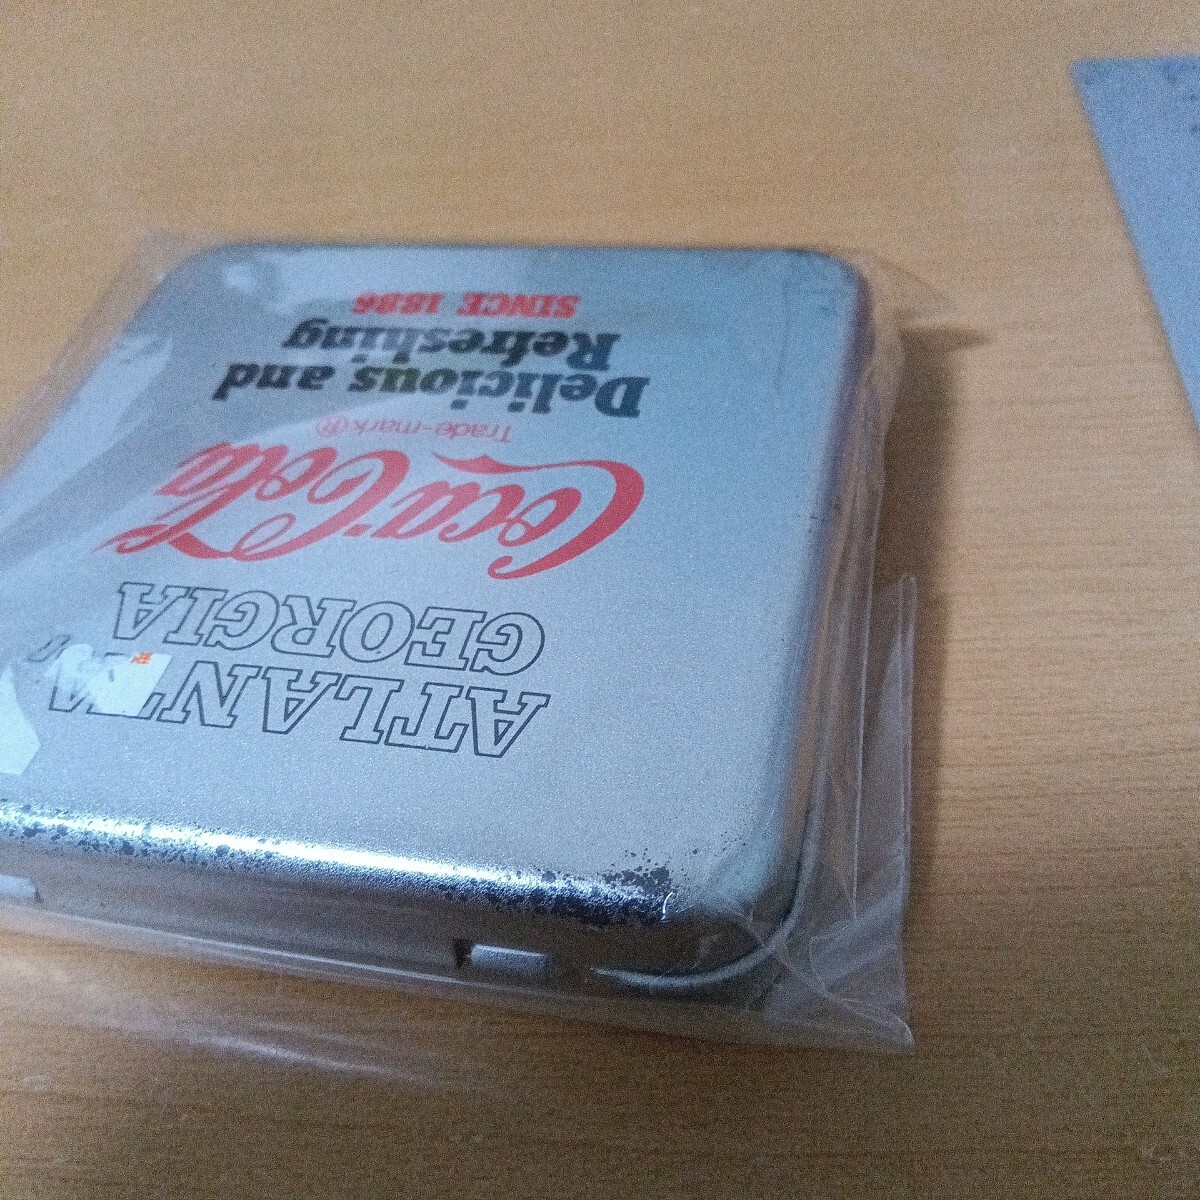 ATLANTA
GEORGIA
Coca-Cola
Trade-mark®
Delicious and
Refreshing
SINCE 1886